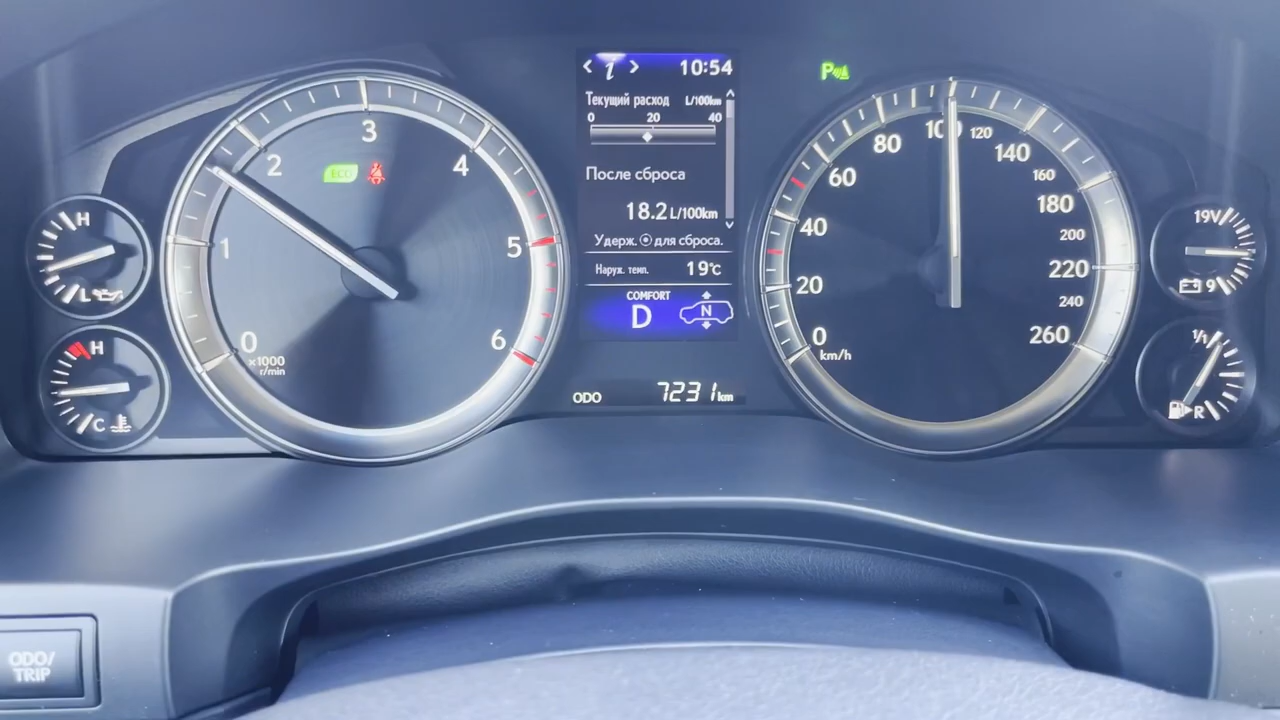 H
L
H
C
0
1
2
3
4
5
6
×1000
r/min
ECO
< i > 10:54
Текущий расход L/100km
0 20 40
После сброса
18.2 L/100km
Удерж. ⊙ для сброса.
Наруж. темп. 19°C
COMFORT
D N
ODO 7231 km
P
0
20
40
60
80
100
120
140
160
180
200
220
240
260
km/h
19V
9
1/1
R
ODO/
TRIP